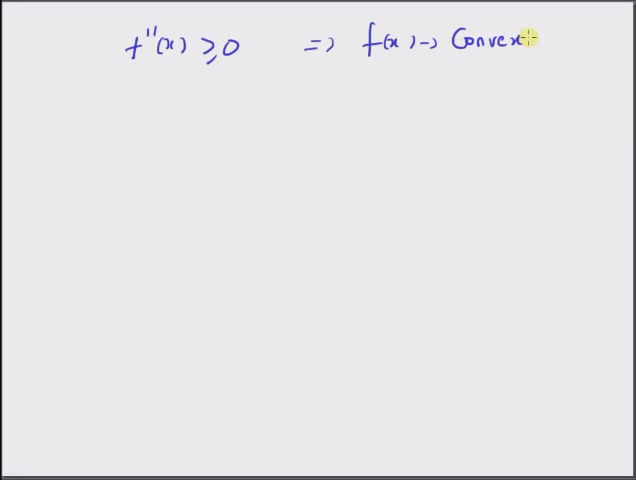 f''(x) ≥ 0 => f(x) -> Convex